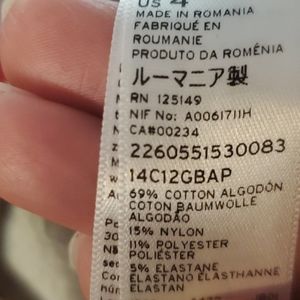 US 4
MADE IN ROMANIA
FABRIQUÉ EN
ROUMANIE
PRODUTO DA ROMÉNIA
ルーマニア製
RN 125149
NIF No: A0061711H
CA#00234
2260551530083
14C12GBAP
69% COTTON ALGODÓN
COTON BAUMWOLLE
ALGODÃO
15% NYLON
11% POLYESTER
POLIÉSTER
5% ELASTANE
ELASTANO ÉLASTHANNE
ELASTAN